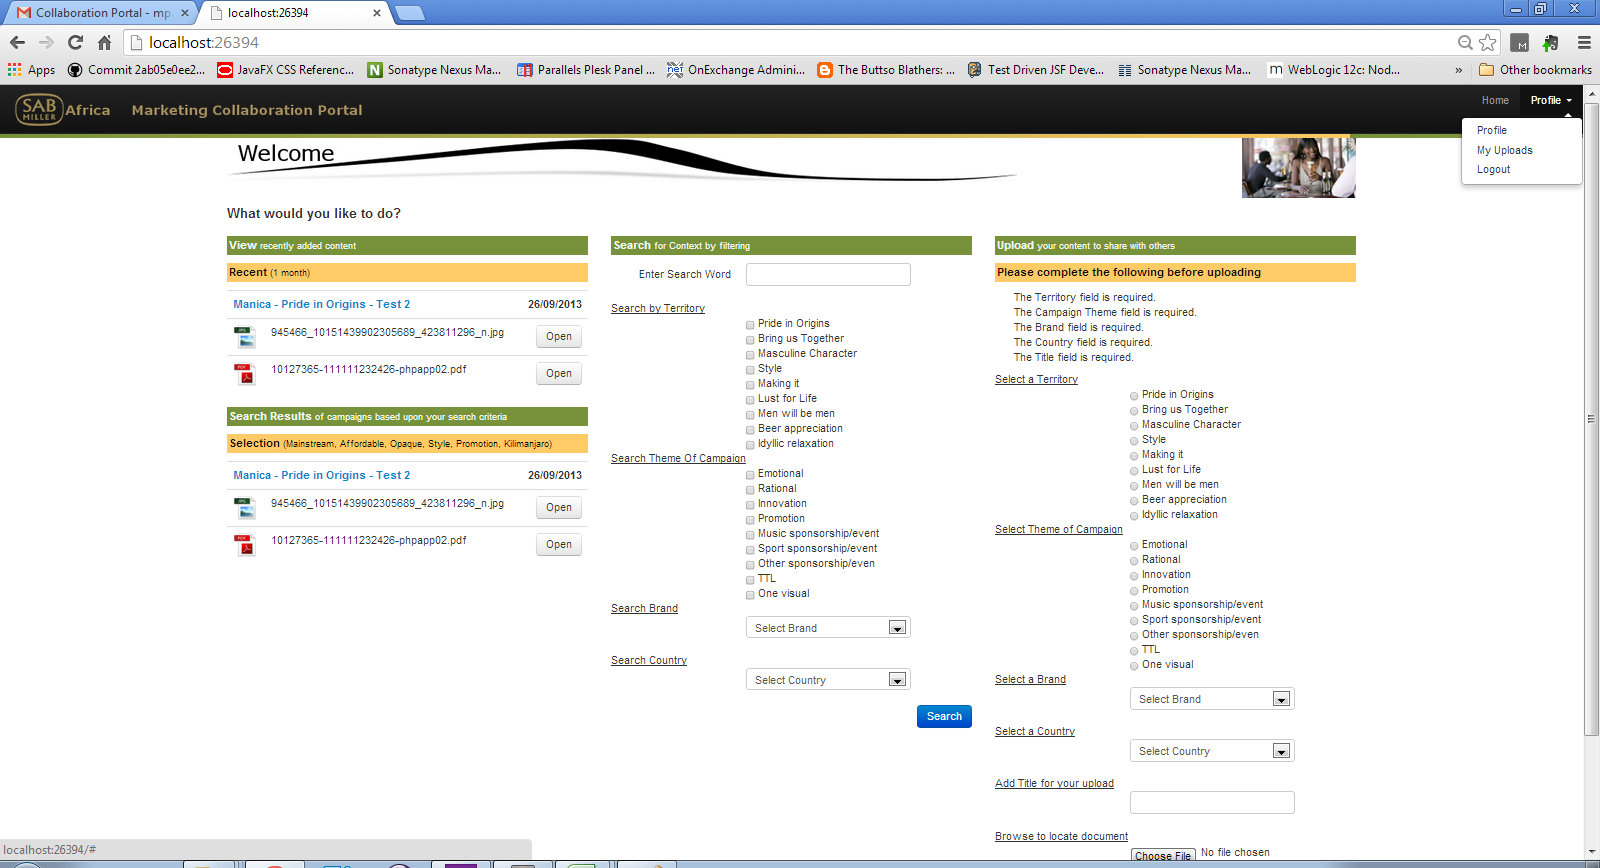 Collaboration Portal - mp
localhost:26394
localhost:26394
Apps
Commit 2ab05e0ee2...
JavaFX CSS Referenc...
Sonatype Nexus Ma...
Parallels Plesk Panel ...
OnExchange Admini...
The Buttso Blathers: ...
Test Driven JSF Deve...
Sonatype Nexus Ma...
WebLogic 12c: Nod...
»
Other bookmarks
SAB MILLER Africa Marketing Collaboration Portal
Home
Profile
Profile
My Uploads
Logout
Welcome
What would you like to do?
View recently added content
Recent (1 month)
Manica - Pride in Origins - Test 2 26/09/2013
945466_10151439902305689_423811296_n.jpg Open
10127365-111111232426-phpapp02.pdf Open
Search Results of campaigns based upon your search criteria
Selection (Mainstream, Affordable, Opaque, Style, Promotion, Kilimanjaro)
Manica - Pride in Origins - Test 2 26/09/2013
945466_10151439902305689_423811296_n.jpg Open
10127365-111111232426-phpapp02.pdf Open
Search for Context by filtering
Enter Search Word
Search by Territory
Pride in Origins
Bring us Together
Masculine Character
Style
Making it
Lust for Life
Men will be men
Beer appreciation
Idyllic relaxation
Search Theme Of Campaign
Emotional
Rational
Innovation
Promotion
Music sponsorship/event
Sport sponsorship/event
Other sponsorship/even
TTL
One visual
Search Brand
Select Brand
Search Country
Select Country
Search
Upload your content to share with others
Please complete the following before uploading
The Territory field is required.
The Campaign Theme field is required.
The Brand field is required.
The Country field is required.
The Title field is required.
Select a Territory
Pride in Origins
Bring us Together
Masculine Character
Style
Making it
Lust for Life
Men will be men
Beer appreciation
Idyllic relaxation
Select Theme of Campaign
Emotional
Rational
Innovation
Promotion
Music sponsorship/event
Sport sponsorship/event
Other sponsorship/even
TTL
One visual
Select a Brand
Select Brand
Select a Country
Select Country
Add Title for your upload
Browse to locate document
Choose File No file chosen
localhost:26394/#